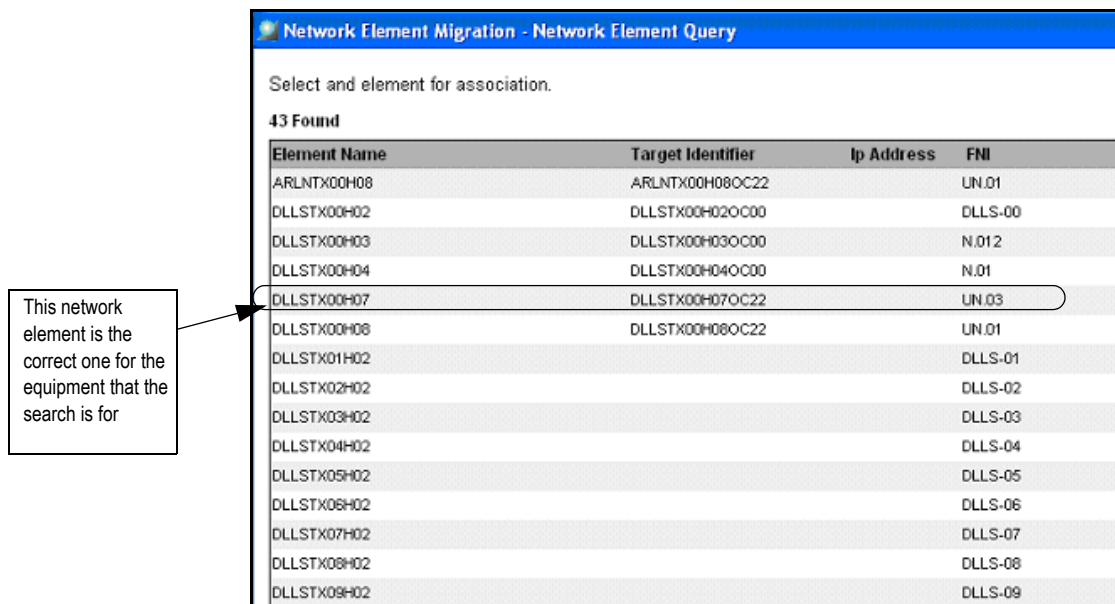 Network Element Migration - Network Element Query
Select and element for association.
43 Found
Element Name Target Identifier Ip Address FNI
ARLNTX00H08 ARLNTX00H08OC22 UN.01
DLLSTX00H02 DLLSTX00H02OC00 DLLS-00
DLLSTX00H03 DLLSTX00H03OC00 N.012
DLLSTX00H04 DLLSTX00H04OC00 N.01
DLLSTX00H07 DLLSTX00H07OC22 UN.03
DLLSTX00H08 DLLSTX00H08OC22 UN.01
DLLSTX01H02 DLLS-01
DLLSTX02H02 DLLS-02
DLLSTX03H02 DLLS-03
DLLSTX04H02 DLLS-04
DLLSTX05H02 DLLS-05
DLLSTX06H02 DLLS-06
DLLSTX07H02 DLLS-07
DLLSTX08H02 DLLS-08
DLLSTX09H02 DLLS-09
This network
element is the
correct one for the
equipment that the
search is for